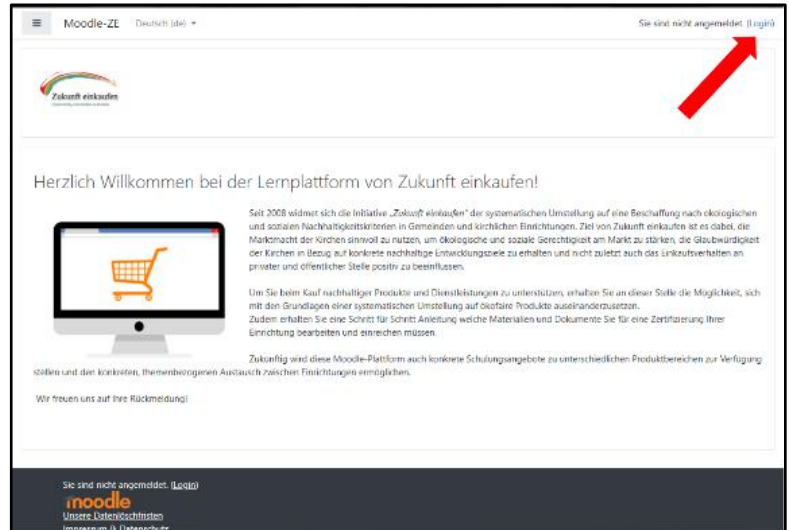 Moodle-ZE Deutsch (de)
Sie sind nicht angemeldet. (Login)
Zukunft einkaufen
Herzlich Willkommen bei der Lernplattform von Zukunft einkaufen!
Seit 2008 widmet sich die Initiative „Zukunft einkaufen" der systematischen Umstellung auf eine Beschaffung nach ökologischen
und sozialen Nachhaltigkeitskriterien in Gemeinden und kirchlichen Einrichtungen. Ziel von Zukunft einkaufen ist es dabei, die
Marktmacht der Kirchen sinnvoll zu nutzen, um ökologische und soziale Gerechtigkeit am Markt zu stärken, die Glaubwürdigkeit
der Kirchen in Bezug auf konkrete nachhaltige Entwicklungsziele zu erhalten und nicht zuletzt auch das Einkaufsverhalten an
privater und öffentlicher Stelle positiv zu beeinflussen.
Um Sie beim Kauf nachhaltiger Produkte und Dienstleistungen zu unterstützen, erhalten Sie an dieser Stelle die Möglichkeit, sich
mit den Grundlagen einer systematischen Umstellung auf ökofaire Produkte auseinanderzusetzen.
Zudem erhalten Sie eine Schritt für Schritt Anleitung welche Materialien und Dokumente Sie für eine Zertifizierung Ihrer
Einrichtung bearbeiten und einreichen müssen.
Zukünftig wird diese Moodle-Plattform auch konkrete Schulungsangebote zu unterschiedlichen Produktbereichen zur Verfügung
stellen und den konkreten, themenbezogenen Austausch zwischen Einrichtungen ermöglichen.
Wir freuen uns auf Ihre Rückmeldung!
Sie sind nicht angemeldet. (Login)
moodle
Unsere Datenlöschfristen
Impressum & Datenschutz